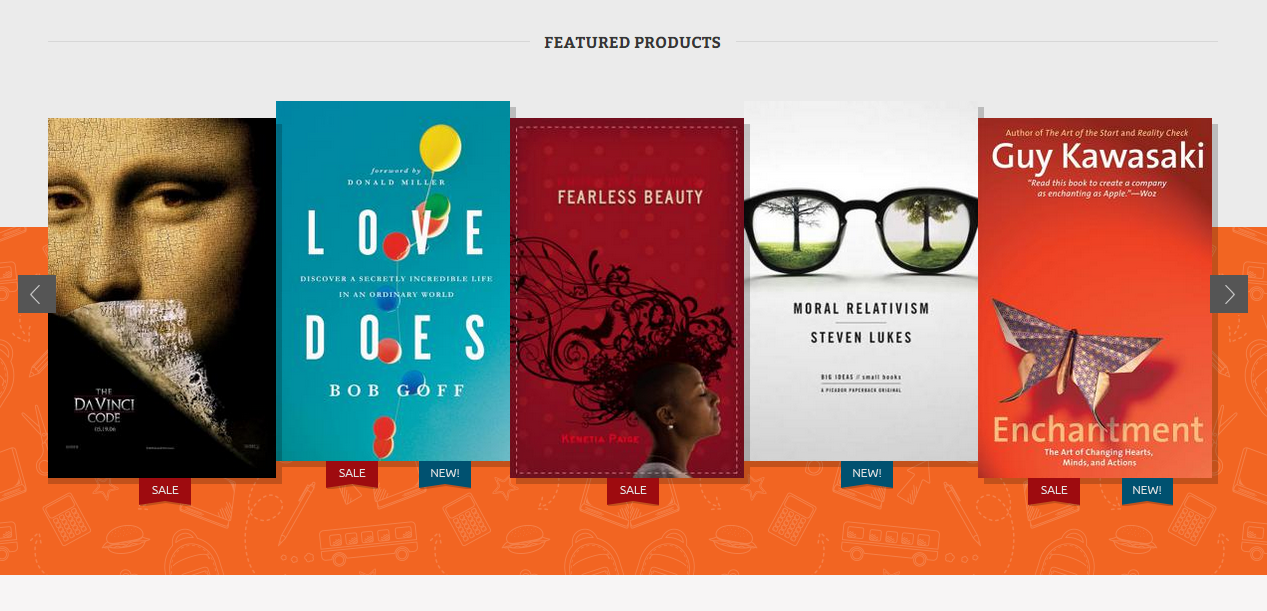 FEATURED PRODUCTS
THE
DA VINCI
CODE
05.19.06
SALE
foreword by
DONALD MILLER
LOVE
DISCOVER A SECRETLY INCREDIBLE LIFE
IN AN ORDINARY WORLD
DOES
BOB GOFF
SALE
NEW!
FEARLESS BEAUTY
KENETIA PAIGE
SALE
MORAL RELATIVISM
STEVEN LUKES
BIG IDEAS // small books
A PICADOR PAPERBACK ORIGINAL
NEW!
Author of The Art of the Start and Reality Check
Guy Kawasaki
"Read this book to create a company
as enchanting as Apple."—Woz
Enchantment
The Art of Changing Hearts,
Minds, and Actions
SALE
NEW!